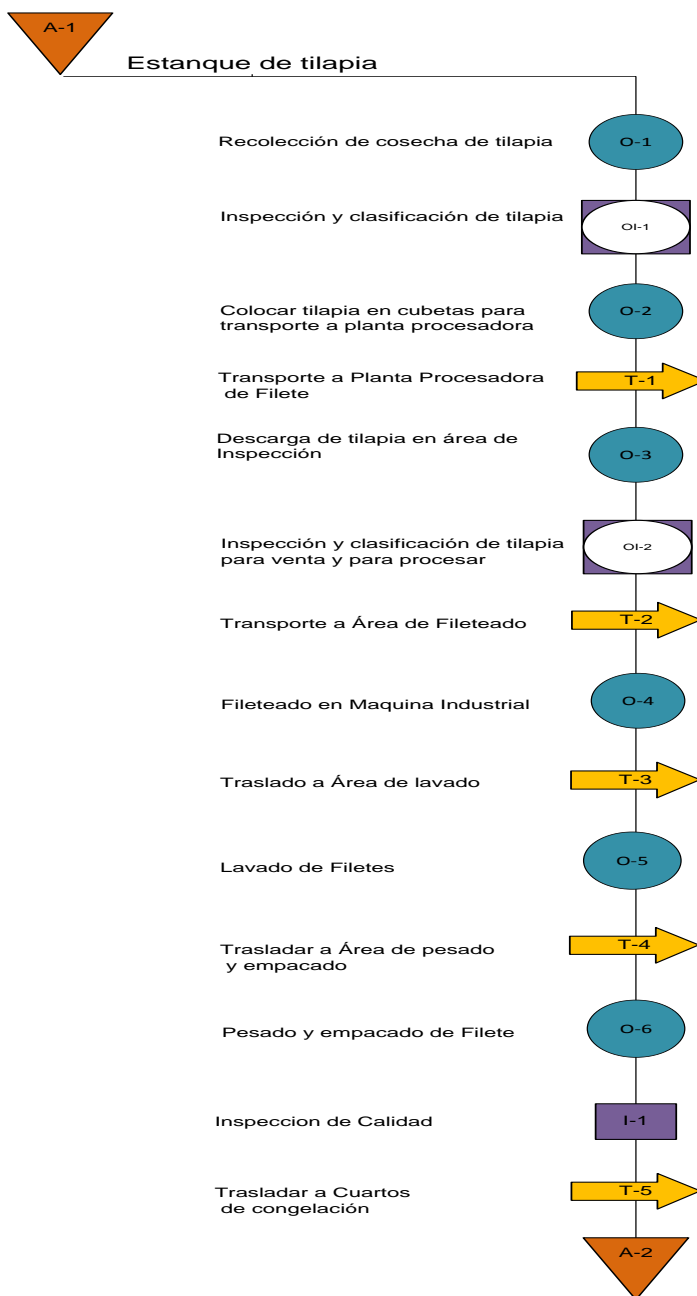 A-1
Estanque de tilapia
Recolección de cosecha de tilapia
O-1
Inspección y clasificación de tilapia
OI-1
Colocar tilapia en cubetas para
transporte a planta procesadora
O-2
Transporte a Planta Procesadora
de Filete
T-1
Descarga de tilapia en área de
Inspección
O-3
Inspección y clasificación de tilapia
para venta y para procesar
OI-2
Transporte a Área de Fileteado
T-2
Fileteado en Maquina Industrial
O-4
Traslado a Área de lavado
T-3
Lavado de Filetes
O-5
Trasladar a Área de pesado
y empacado
T-4
Pesado y empacado de Filete
O-6
Inspeccion de Calidad
I-1
Trasladar a Cuartos
de congelación
T-5
A-2